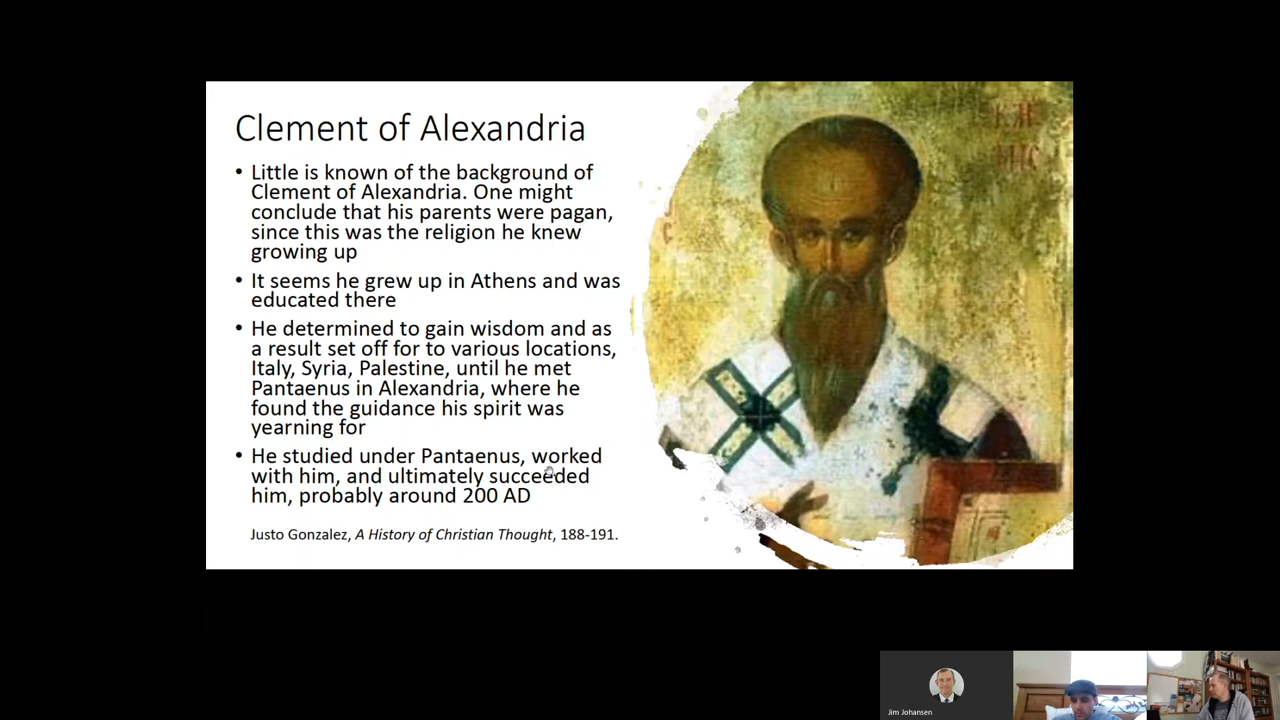 Clement of Alexandria
• Little is known of the background of
Clement of Alexandria. One might
conclude that his parents were pagan,
since this was the religion he knew
growing up
• It seems he grew up in Athens and was
educated there
• He determined to gain wisdom and as
a result set off for to various locations,
Italy, Syria, Palestine, until he met
Pantaenus in Alexandria, where he
found the guidance his spirit was
yearning for
• He studied under Pantaenus, worked
with him, and ultimately succeeded
him, probably around 200 AD
Justo Gonzalez, A History of Christian Thought, 188-191.
Jim Johansen